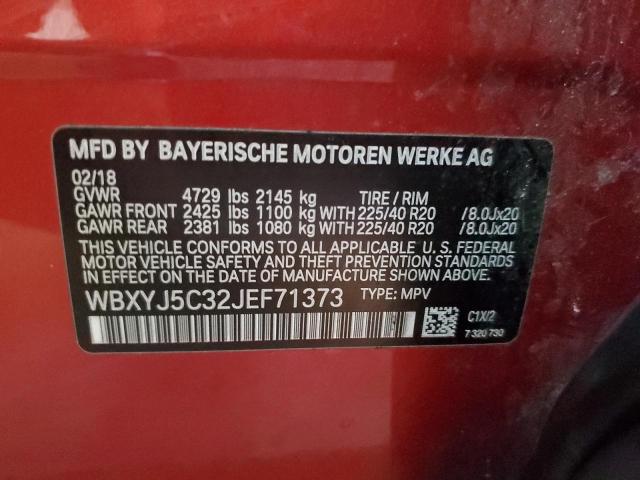 MFD BY BAYERISCHE MOTOREN WERKE AG
02/18
GVWR 4729 lbs 2145 kg TIRE / RIM
GAWR FRONT 2425 lbs 1100 kg WITH 225/40 R20 /8.0Jx20
GAWR REAR 2381 lbs 1080 kg WITH 225/40 R20 /8.0Jx20
THIS VEHICLE CONFORMS TO ALL APPLICABLE U. S. FEDERAL
MOTOR VEHICLE SAFETY AND THEFT PREVENTION STANDARDS
IN EFFECT ON THE DATE OF MANUFACTURE SHOWN ABOVE.
WBXYJ5C32JEF71373 TYPE: MPV
C1X/2
7 320 730